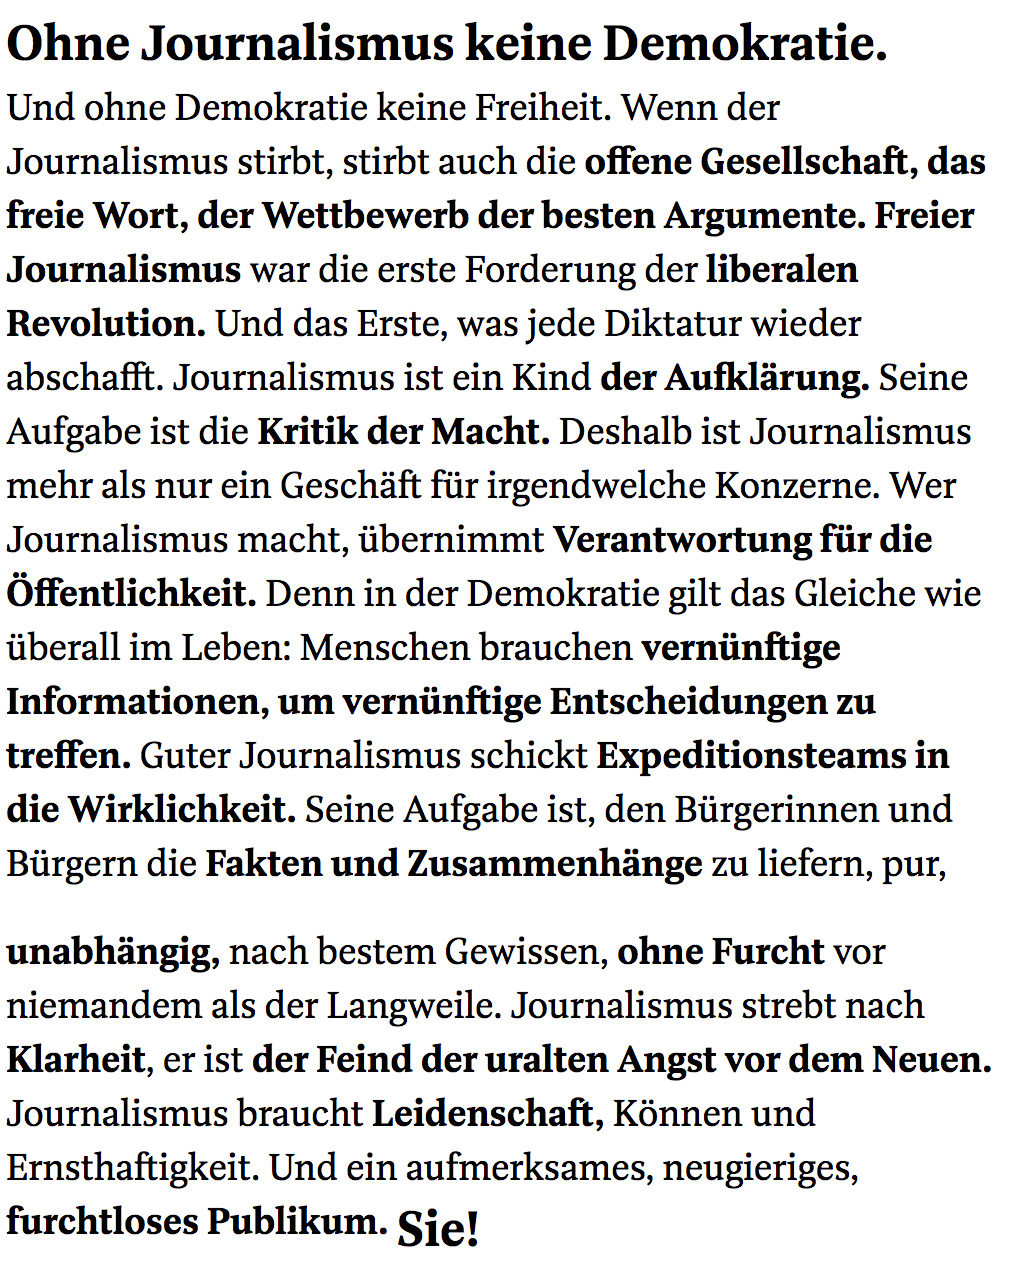 Ohne Journalismus keine Demokratie.
Und ohne Demokratie keine Freiheit. Wenn der
Journalismus stirbt, stirbt auch die offene Gesellschaft, das
freie Wort, der Wettbewerb der besten Argumente. Freier
Journalismus war die erste Forderung der liberalen
Revolution. Und das Erste, was jede Diktatur wieder
abschafft. Journalismus ist ein Kind der Aufklärung. Seine
Aufgabe ist die Kritik der Macht. Deshalb ist Journalismus
mehr als nur ein Geschäft für irgendwelche Konzerne. Wer
Journalismus macht, übernimmt Verantwortung für die
Öffentlichkeit. Denn in der Demokratie gilt das Gleiche wie
überall im Leben: Menschen brauchen vernünftige
Informationen, um vernünftige Entscheidungen zu
treffen. Guter Journalismus schickt Expeditionsteams in
die Wirklichkeit. Seine Aufgabe ist, den Bürgerinnen und
Bürgern die Fakten und Zusammenhänge zu liefern, pur,
unabhängig, nach bestem Gewissen, ohne Furcht vor
niemandem als der Langweile. Journalismus strebt nach
Klarheit, er ist der Feind der uralten Angst vor dem Neuen.
Journalismus braucht Leidenschaft, Können und
Ernsthaftigkeit. Und ein aufmerksames, neugieriges,
furchtloses Publikum. Sie!